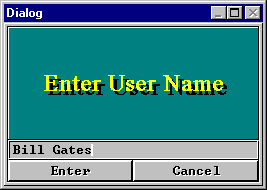 Dialog
Enter User Name
Bill Gates
Enter Cancel